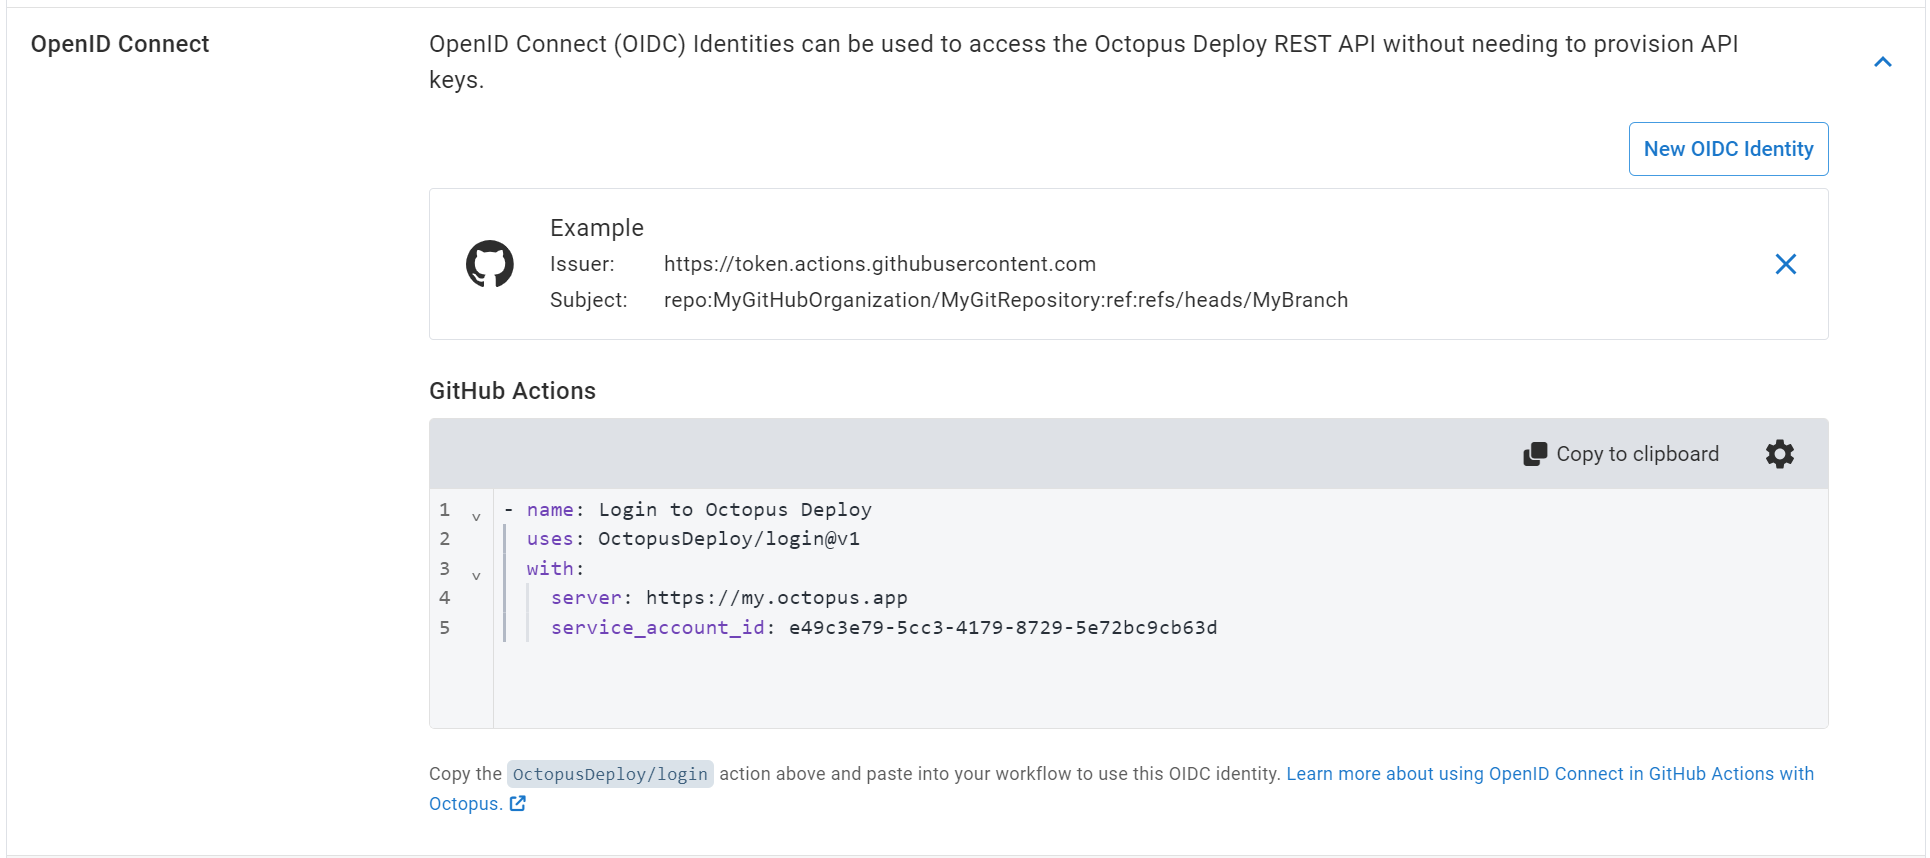 OpenID Connect
OpenID Connect (OIDC) Identities can be used to access the Octopus Deploy REST API without needing to provision API
keys.
New OIDC Identity
Example
Issuer: https://token.actions.githubusercontent.com
Subject: repo:MyGitHubOrganization/MyGitRepository:ref:refs/heads/MyBranch
GitHub Actions
Copy to clipboard
1 - name: Login to Octopus Deploy
2 uses: OctopusDeploy/login@v1
3 with:
4 server: https://my.octopus.app
5 service_account_id: e49c3e79-5cc3-4179-8729-5e72bc9cb63d
Copy the OctopusDeploy/login action above and paste into your workflow to use this OIDC identity. Learn more about using OpenID Connect in GitHub Actions with
Octopus.